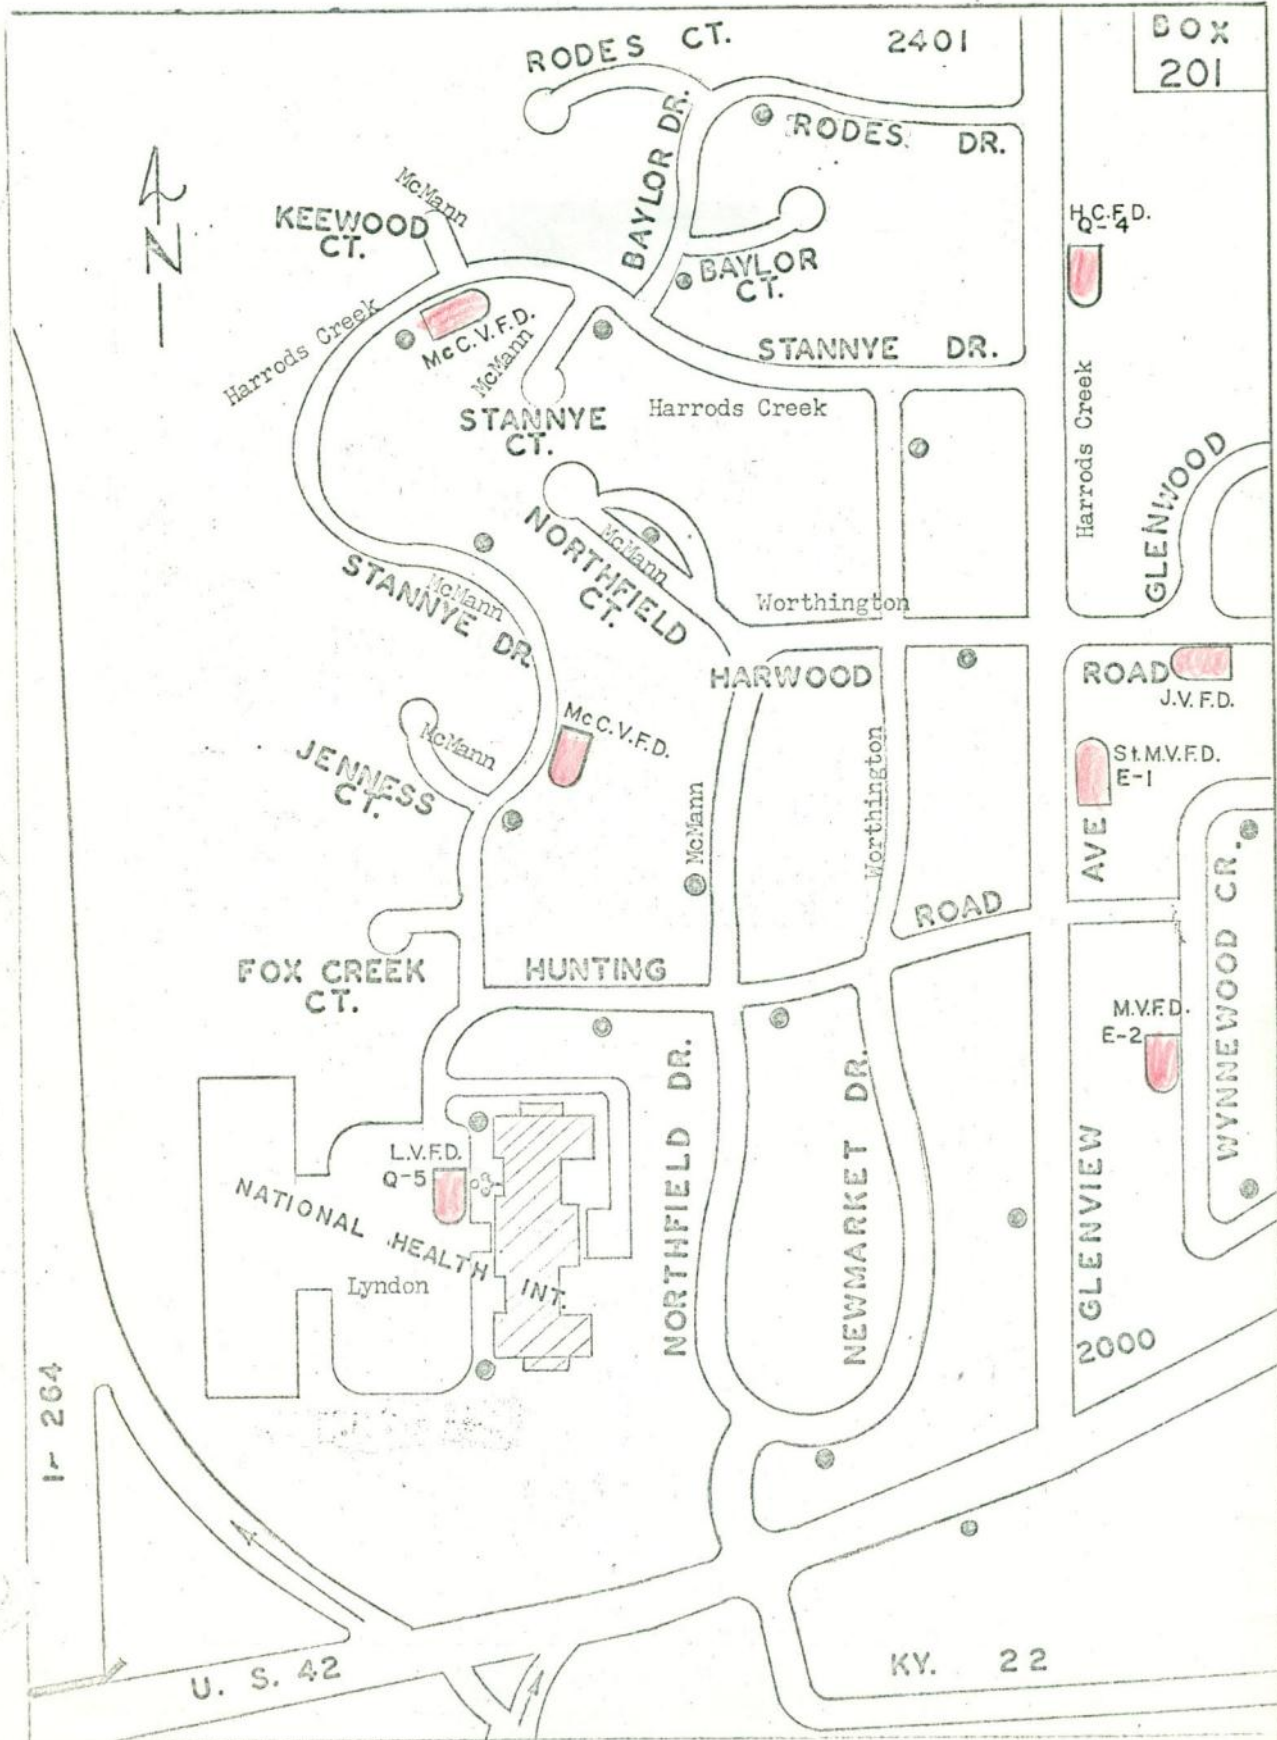 RODES CT.
2401
BOX
201
BAYLOR DR.
RODES DR.
McMann
KEEWOOD
CT.
H.C.F.D.
Q-4
BAYLOR
CT.
Harrods Creek
McC.V.F.D.
McMann
STANNYE DR.
STANNYE
CT.
Harrods Creek
Harrods Creek
GLENWOOD
NORTHFIELD
CT.
McMann
STANNYE DR.
McMann
Worthington
HARWOOD
ROAD
J.V.F.D.
JENNESS
CT.
McMann
McC.V.F.D.
McMann
Worthington
St.M.V.F.D.
E-1
AVE
WYNNEWOOD CR.
ROAD
FOX CREEK
CT.
HUNTING
M.V.F.D.
E-2
NORTHFIELD DR.
NEWMARKET DR.
GLENVIEW
2000
L.V.F.D.
Q-5
NATIONAL HEALTH INT.
Lyndon
N
I-264
U. S. 42
KY. 22